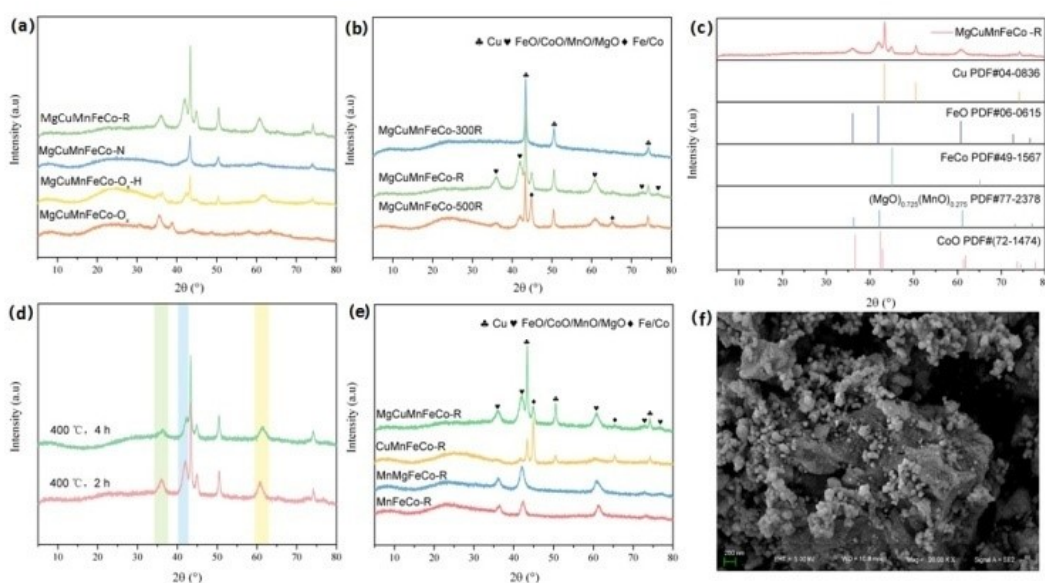 (a)
Intensity (a.u)
MgCuMnFeCo-R
MgCuMnFeCo-N
MgCuMnFeCo-Ox-H
MgCuMnFeCo-Ox
10 20 30 40 50 60 70 80
2θ (°)
(b)
♣ Cu ♥ FeO/CoO/MnO/MgO ♦ Fe/Co
Intensity (a.u)
MgCuMnFeCo-300R
MgCuMnFeCo-R
MgCuMnFeCo-500R
10 20 30 40 50 60 70 80
2θ (°)
(c)
Intensity (a.u)
MgCuMnFeCo -R
Cu PDF#04-0836
FeO PDF#06-0615
FeCo PDF#49-1567
(MgO)0.725(MnO)0.275 PDF#77-2378
CoO PDF#(72-1474)
10 20 30 40 50 60 70 80
2θ (°)
(d)
Intensity (a.u)
400 ℃, 4 h
400 ℃, 2 h
10 20 30 40 50 60 70 80
2θ (°)
(e)
♣ Cu ♥ FeO/CoO/MnO/MgO ♦ Fe/Co
Intensity (a.u)
MgCuMnFeCo-R
CuMnFeCo-R
MnMgFeCo-R
MnFeCo-R
10 20 30 40 50 60 70 80
2θ (°)
(f)
200 nm